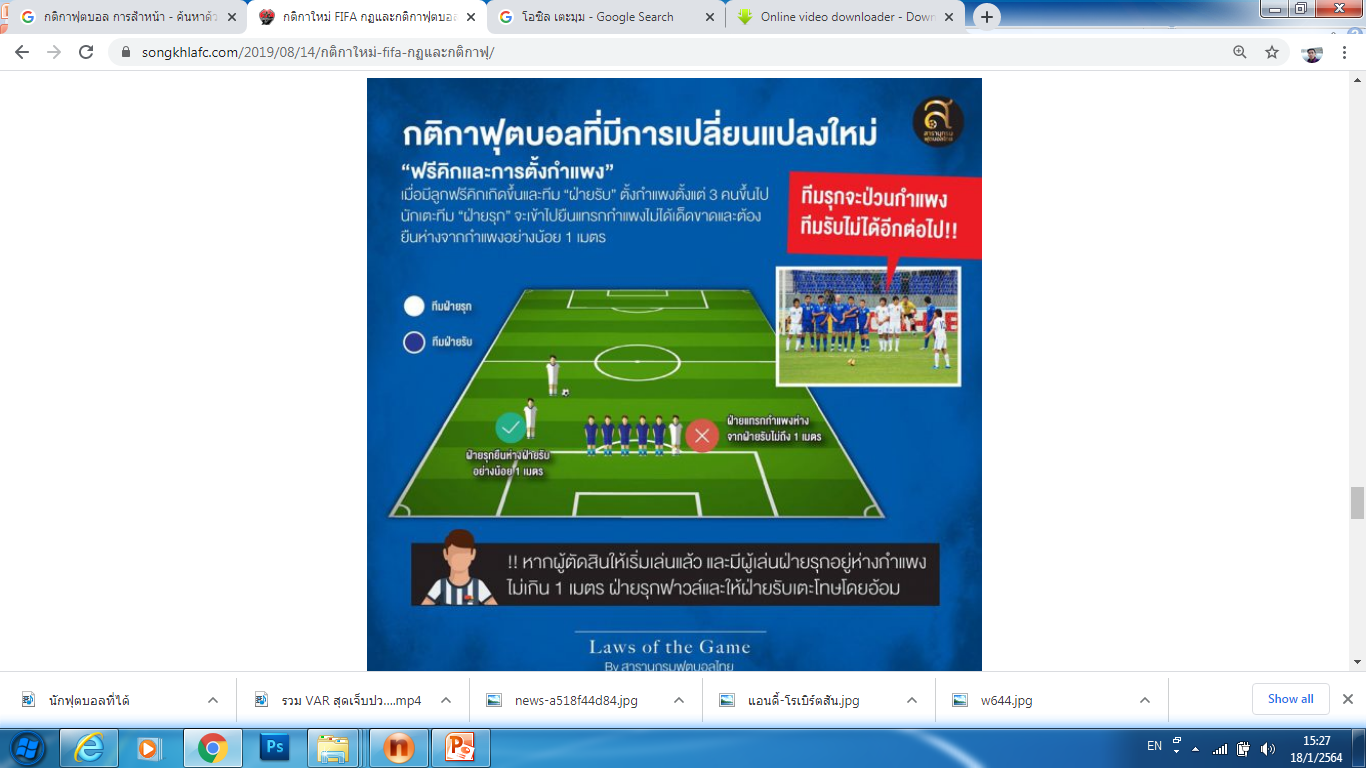 กติกาฟุตบอล การล้ำหน้า - ค้นหาด้ว
กติกาใหม่ FIFA กฏและกติกาฟุตบอล
โอซิล เตะมุม - Google Search
Online video downloader - Down
songkhlafc.com/2019/08/14/กติกาใหม่-fifa-กฏและกติกาฟุ/
ส
สารานุกรม
ฟุตบอลไทย
กติกาฟุตบอลที่มีการเปลี่ยนแปลงใหม่
“ฟรีคิกและการตั้งกำแพง”
เมื่อมีลูกฟรีคิกเกิดขึ้นและทีม “ฝ่ายรับ” ตั้งกำแพงตั้งแต่ 3 คนขึ้นไป
นักเตะทีม “ฝ่ายรุก” จะเข้าไปยืนแทรกกำแพงไม่ได้เด็ดขาดและต้อง
ยืนห่างจากกำแพงอย่างน้อย 1 เมตร
ทีมรุกจะป่วนกำแพง
ทีมรับไม่ได้อีกต่อไป!!
ทีมฝ่ายรุก
ทีมฝ่ายรับ
ฝ่ายแทรกกำแพงห่าง
จากฝ่ายรับไม่ถึง 1 เมตร
ฝ่ายรุกยืนห่างฝ่ายรับ
อย่างน้อย 1 เมตร
!! หากผู้ตัดสินให้เริ่มเล่นแล้ว และมีผู้เล่นฝ่ายรุกอยู่ห่างกำแพง
ไม่เกิน 1 เมตร ฝ่ายรุกฟาวล์และให้ฝ่ายรับเตะโทษโดยอ้อม
Laws of the Game
By สารานุกรมฟุตบอลไทย
นักฟุตบอลที่ได้
รวม VAR สุดเจ็บปว....mp4
news-a518f44d84.jpg
แอนดี้-โรเบิร์ตสัน.jpg
w644.jpg
Show all
Ps
EN
15:27
18/1/2564